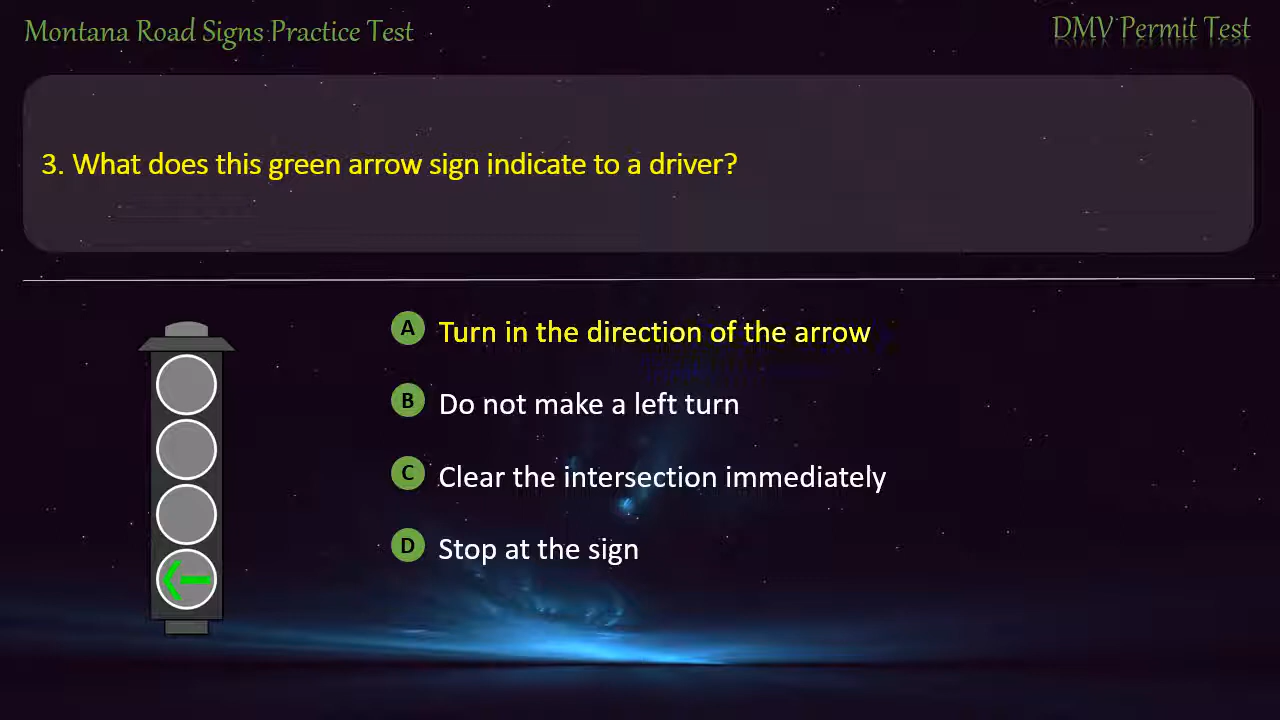 Montana Road Signs Practice Test
DMV Permit Test
3. What does this green arrow sign indicate to a driver?
A Turn in the direction of the arrow
B Do not make a left turn
C Clear the intersection immediately
D Stop at the sign